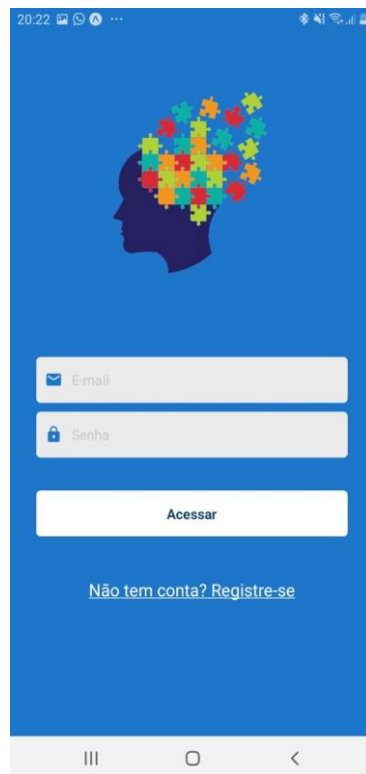 20:22
E-mail
Senha
Acessar
Não tem conta? Registre-se